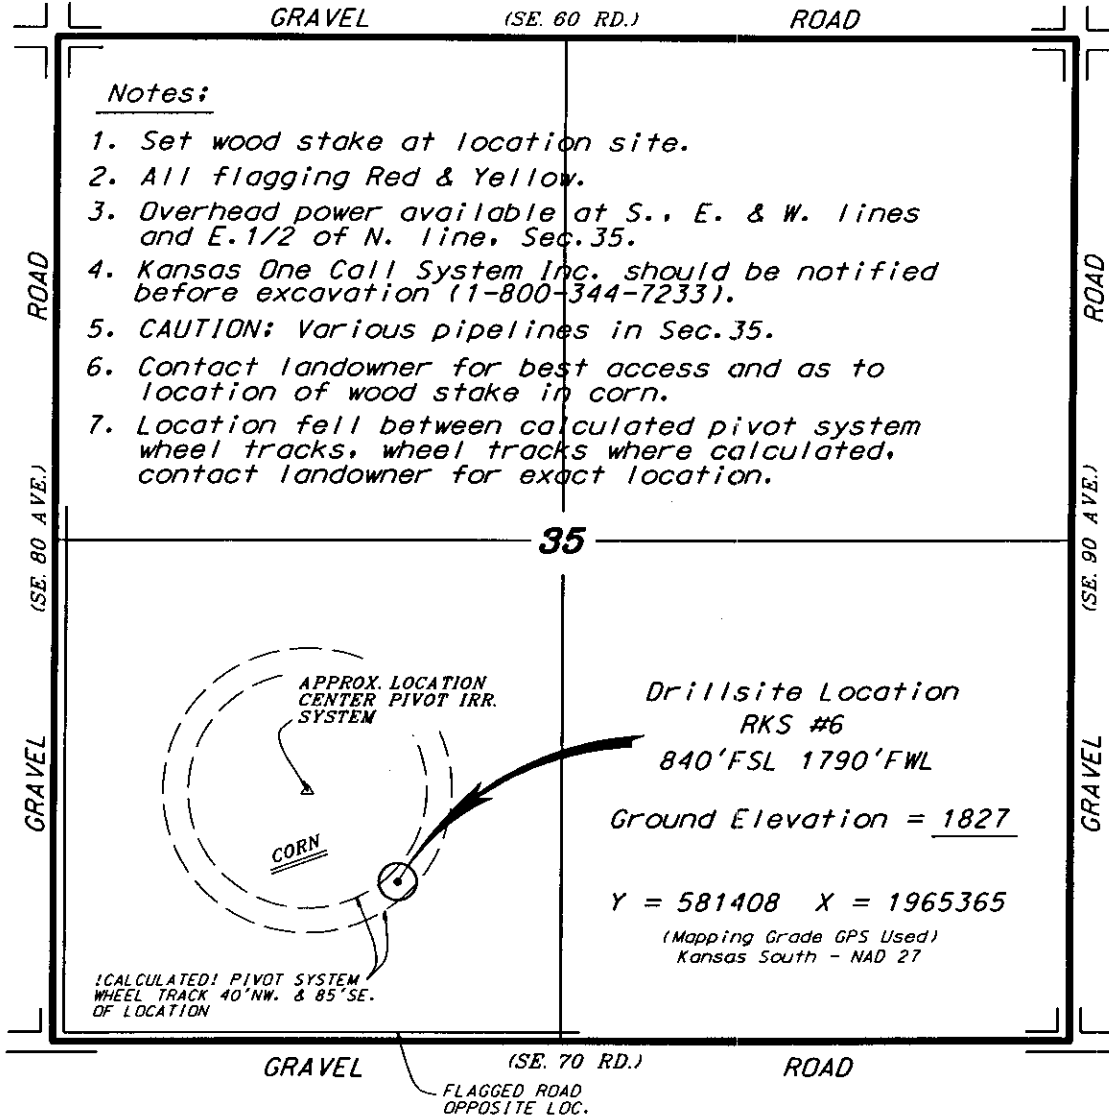 GRAVEL (SE. 60 RD.) ROAD
Notes:
1. Set wood stake at location site.
2. All flagging Red & Yellow.
3. Overhead power available at S., E. & W. lines
and E.1/2 of N. line, Sec.35.
4. Kansas One Call System Inc. should be notified
before excavation (1-800-344-7233).
5. CAUTION: Various pipelines in Sec.35.
6. Contact landowner for best access and as to
location of wood stake in corn.
7. Location fell between calculated pivot system
wheel tracks, wheel tracks where calculated,
contact landowner for exact location.
GRAVEL (SE. 80 AVE.) ROAD
GRAVEL (SE. 90 AVE.) ROAD
35
APPROX. LOCATION
CENTER PIVOT IRR.
SYSTEM
CORN
Drillsite Location
RKS #6
840'FSL 1790'FWL
Ground Elevation = 1827
Y = 581408 X = 1965365
(Mapping Grade GPS Used)
Kansas South - NAD 27
!CALCULATED! PIVOT SYSTEM
WHEEL TRACK 40'NW. & 85'SE.
OF LOCATION
GRAVEL (SE. 70 RD.) ROAD
FLAGGED ROAD
OPPOSITE LOC.